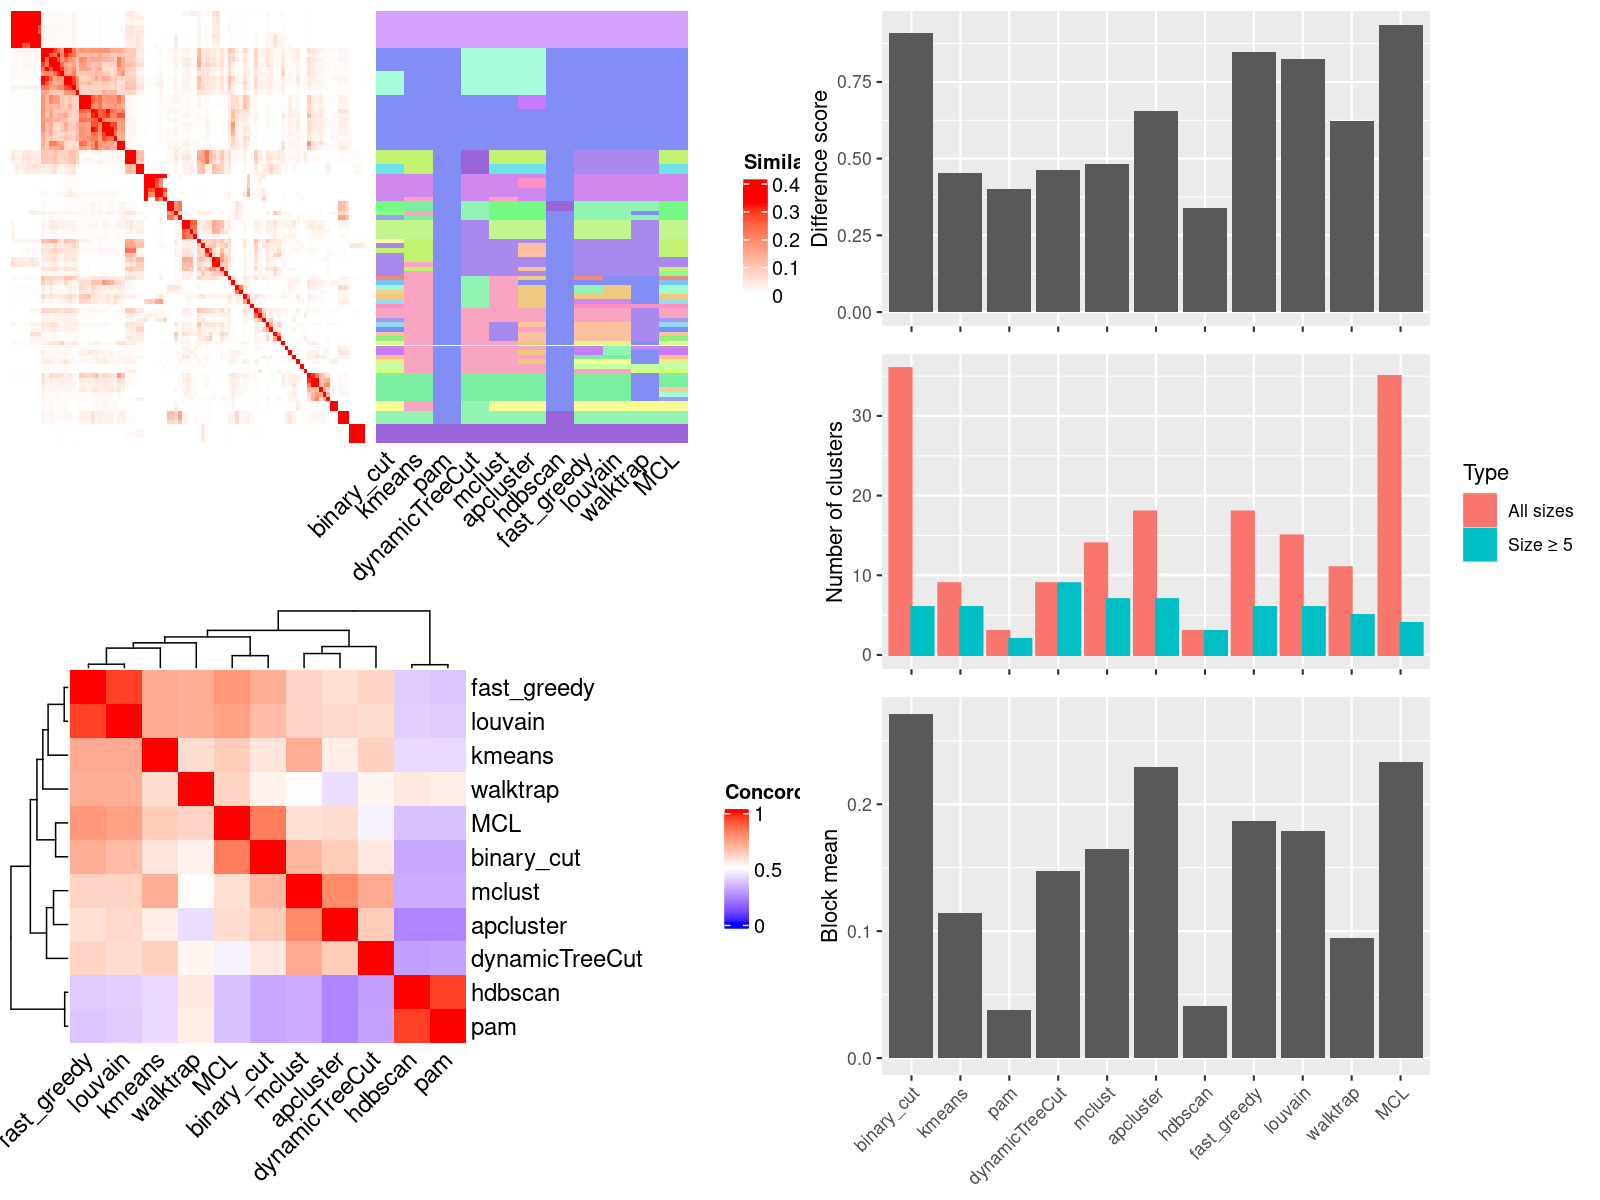 Simila
0.4
0.3
0.2
0.1
0
binary_cut
kmeans
pam
dynamicTreeCut
mclust
apcluster
hdbscan
fast_greedy
louvain
walktrap
MCL
Difference score
0.75
0.50
0.25
0.00
Number of clusters
30
20
10
0
Type
All sizes
Size ≥ 5
fast_greedy
louvain
kmeans
walktrap
MCL
binary_cut
mclust
apcluster
dynamicTreeCut
hdbscan
pam
fast_greedy
louvain
kmeans
walktrap
MCL
binary_cut
mclust
apcluster
dynamicTreeCut
hdbscan
pam
Concord
1
0.5
0
Block mean
0.2
0.1
0.0
binary_cut
kmeans
pam
dynamicTreeCut
mclust
apcluster
hdbscan
fast_greedy
louvain
walktrap
MCL